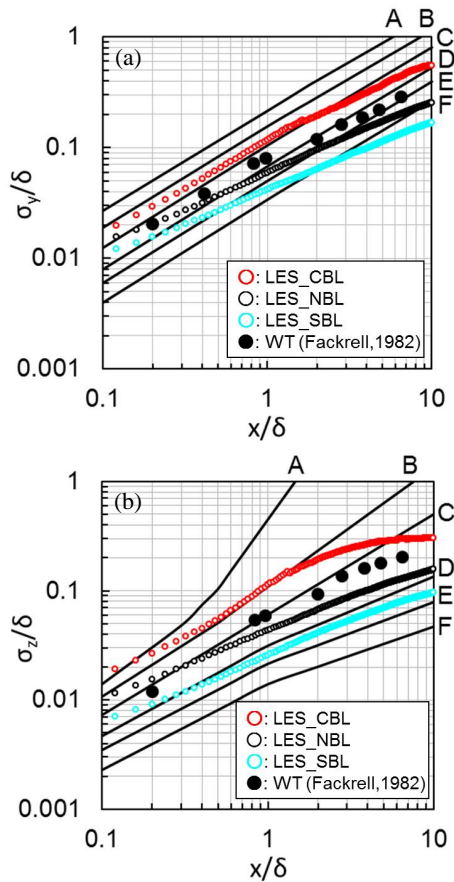 A B
C
D
E
F
(a)
1
0.1
0.01
0.001
σy/δ
○: LES_CBL
○: LES_NBL
○: LES_SBL
●: WT (Fackrell,1982)
0.1 1 10
x/δ
A B
C
D
E
F
(b)
1
0.1
0.01
0.001
σz/δ
○: LES_CBL
○: LES_NBL
○: LES_SBL
●: WT (Fackrell,1982)
0.1 1 10
x/δ